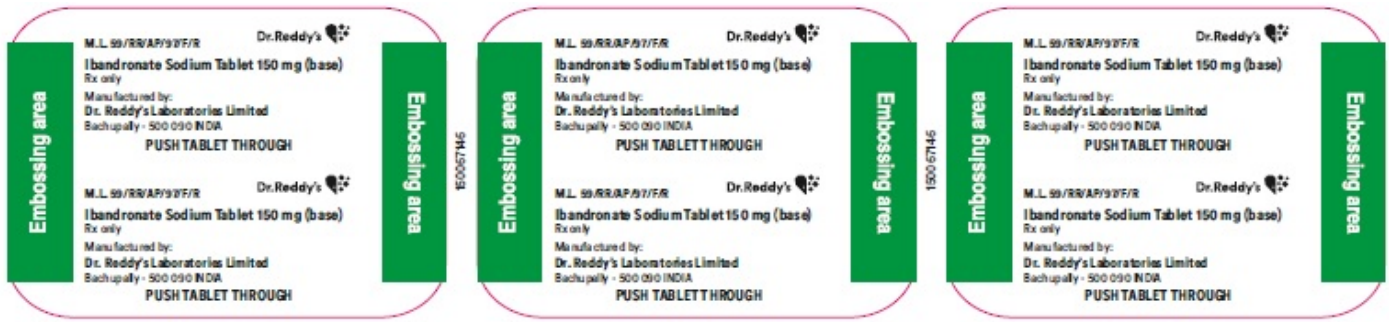 Embossing area
M.L. 59/RR/AP/97/F/R
Dr.Reddy's
Ibandronate Sodium Tablet 150 mg (base)
Rx only
Manufactured by:
Dr. Reddy's Laboratories Limited
Bachupally - 500 090 INDIA
PUSH TABLET THROUGH
M.L. 59/RR/AP/97/F/R
Dr.Reddy's
Ibandronate Sodium Tablet 150 mg (base)
Rx only
Manufactured by:
Dr. Reddy's Laboratories Limited
Bachupally - 500 090 INDIA
PUSH TABLET THROUGH
Embossing area
150067146
Embossing area
M.L. 59/RR/AP/97/F/R
Dr.Reddy's
Ibandronate Sodium Tablet 150 mg (base)
Rx only
Manufactured by:
Dr. Reddy's Laboratories Limited
Bachupally - 500 090 INDIA
PUSH TABLET THROUGH
M.L. 59/RR/AP/97/F/R
Dr.Reddy's
Ibandronate Sodium Tablet 150 mg (base)
Rx only
Manufactured by:
Dr. Reddy's Laboratories Limited
Bachupally - 500 090 INDIA
PUSH TABLET THROUGH
Embossing area
150067146
Embossing area
M.L. 59/RR/AP/97/F/R
Dr.Reddy's
Ibandronate Sodium Tablet 150 mg (base)
Rx only
Manufactured by:
Dr. Reddy's Laboratories Limited
Bachupally - 500 090 INDIA
PUSH TABLET THROUGH
M.L. 59/RR/AP/97/F/R
Dr.Reddy's
Ibandronate Sodium Tablet 150 mg (base)
Rx only
Manufactured by:
Dr. Reddy's Laboratories Limited
Bachupally - 500 090 INDIA
PUSH TABLET THROUGH
Embossing area